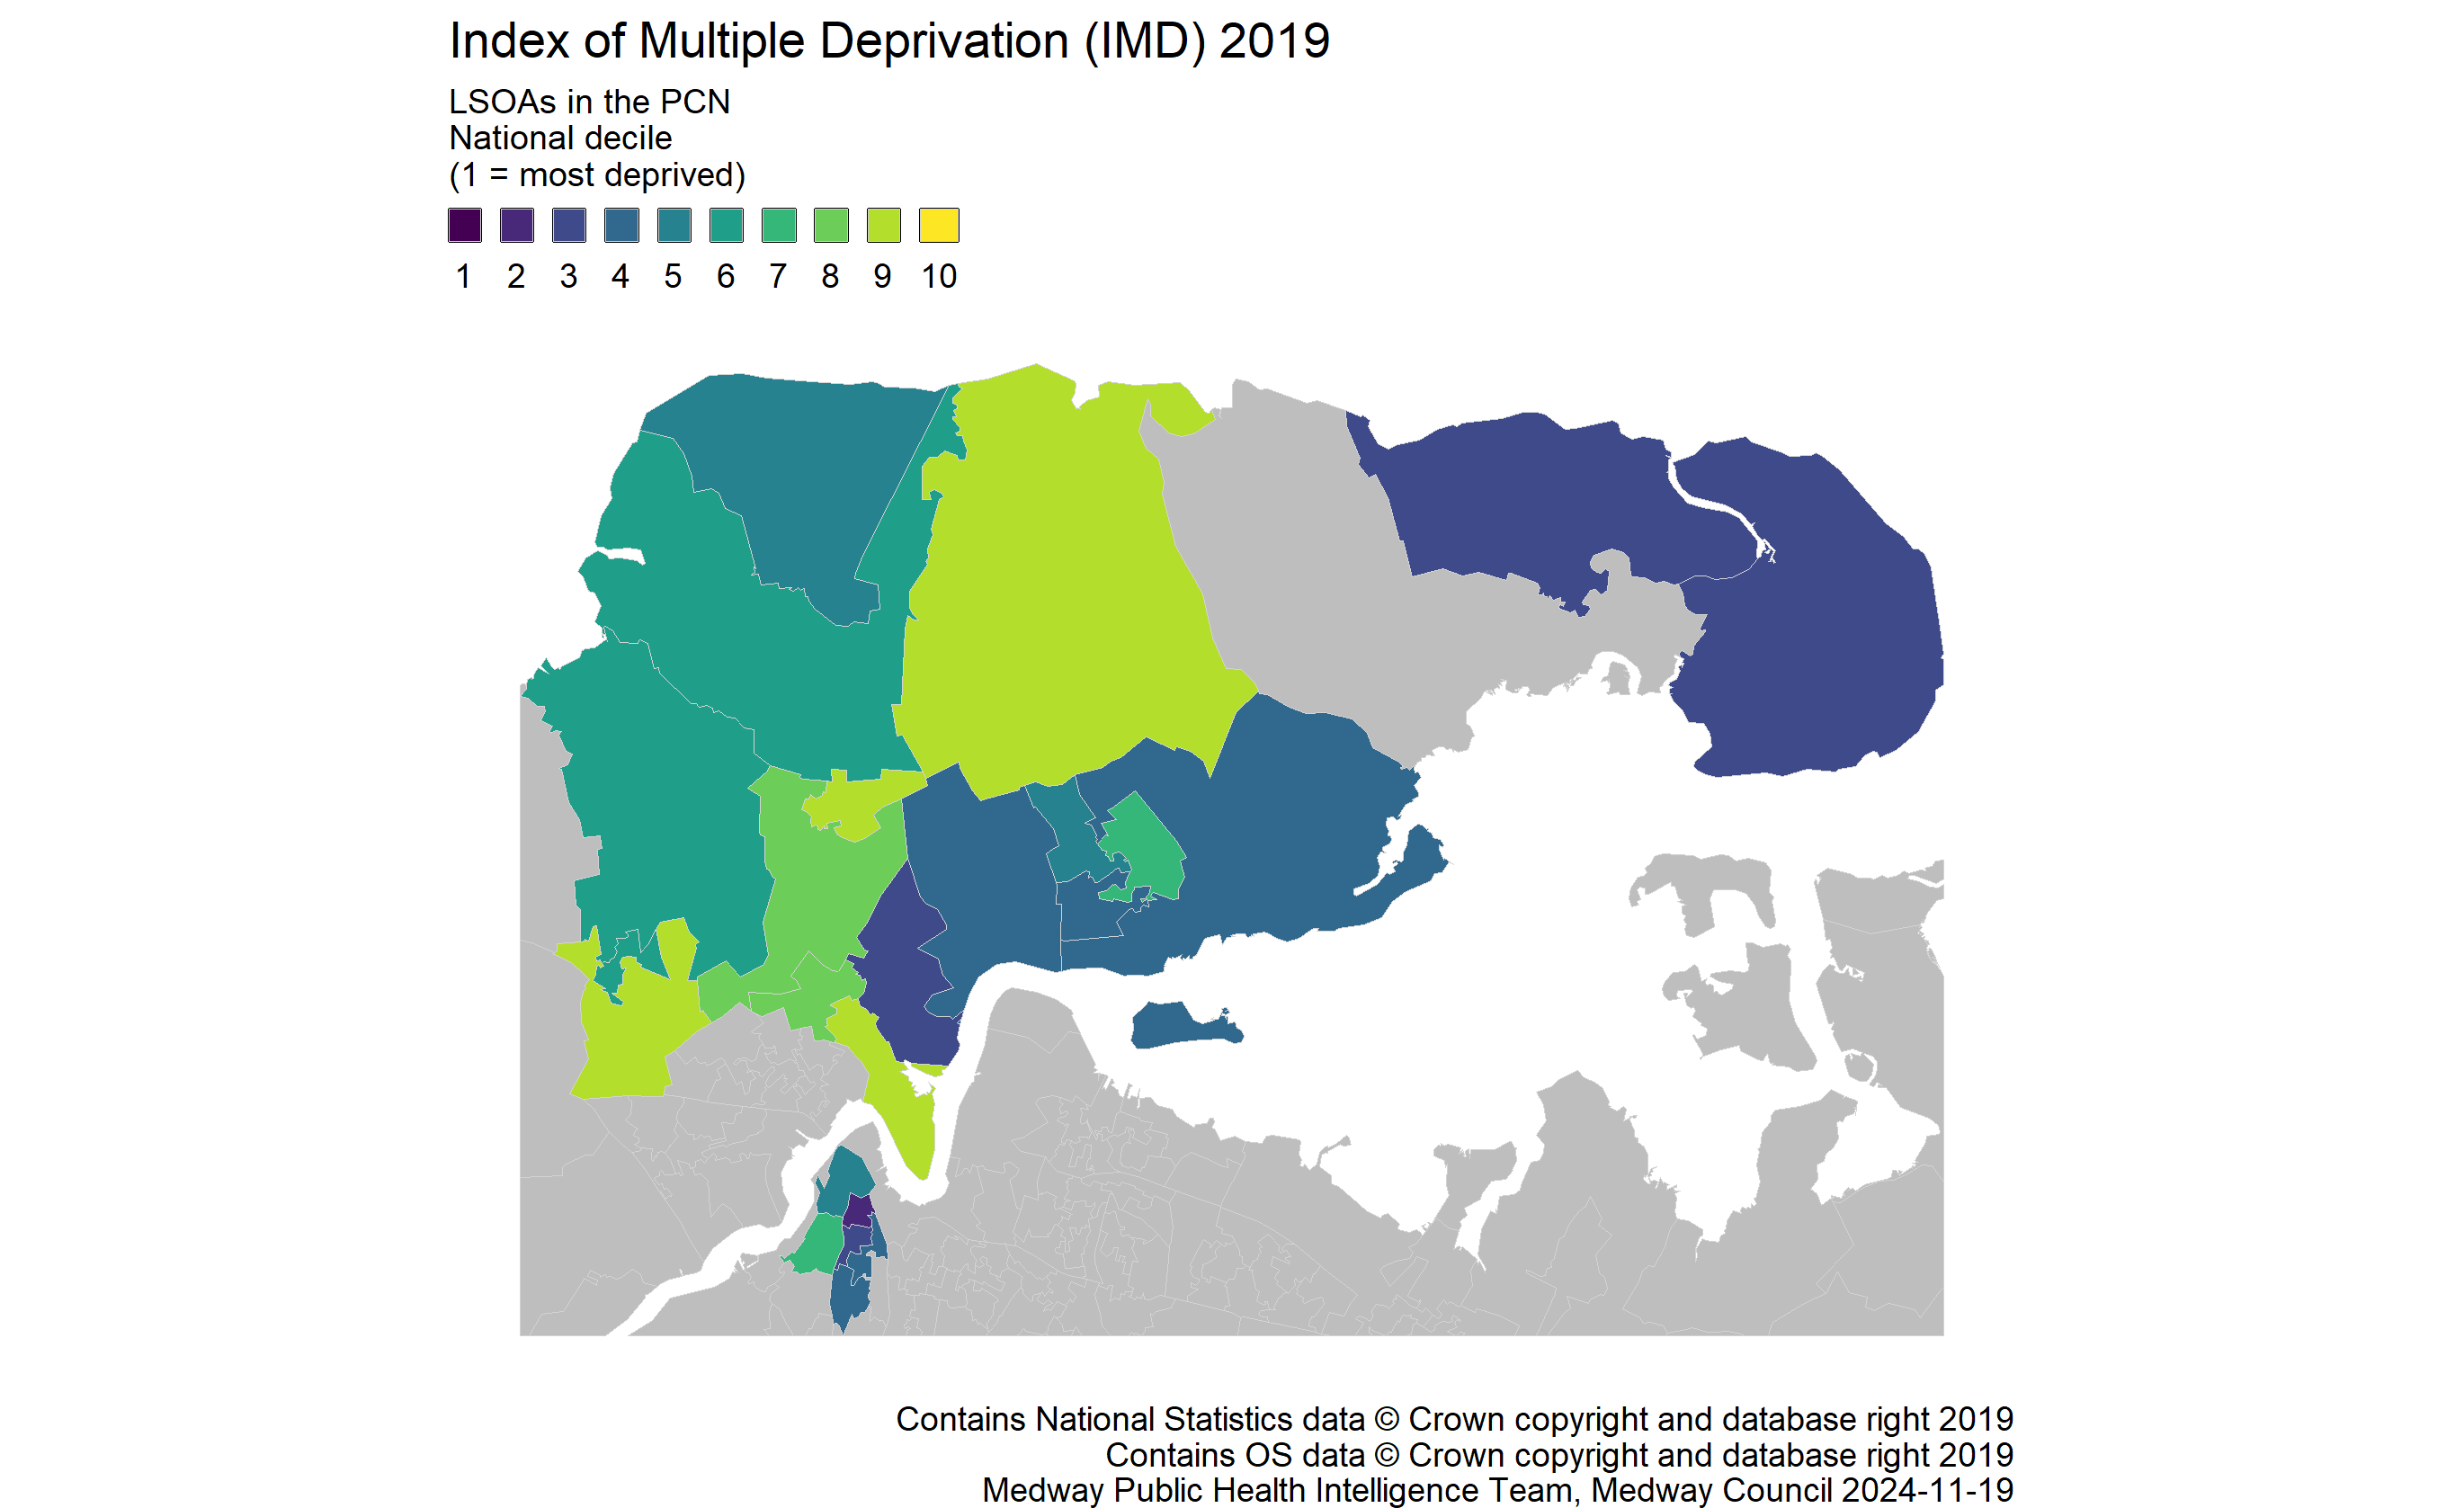 Index of Multiple Deprivation (IMD) 2019
LSOAs in the PCN
National decile
(1 = most deprived)
1 2 3 4 5 6 7 8 9 10
Contains National Statistics data © Crown copyright and database right 2019
Contains OS data © Crown copyright and database right 2019
Medway Public Health Intelligence Team, Medway Council 2024-11-19